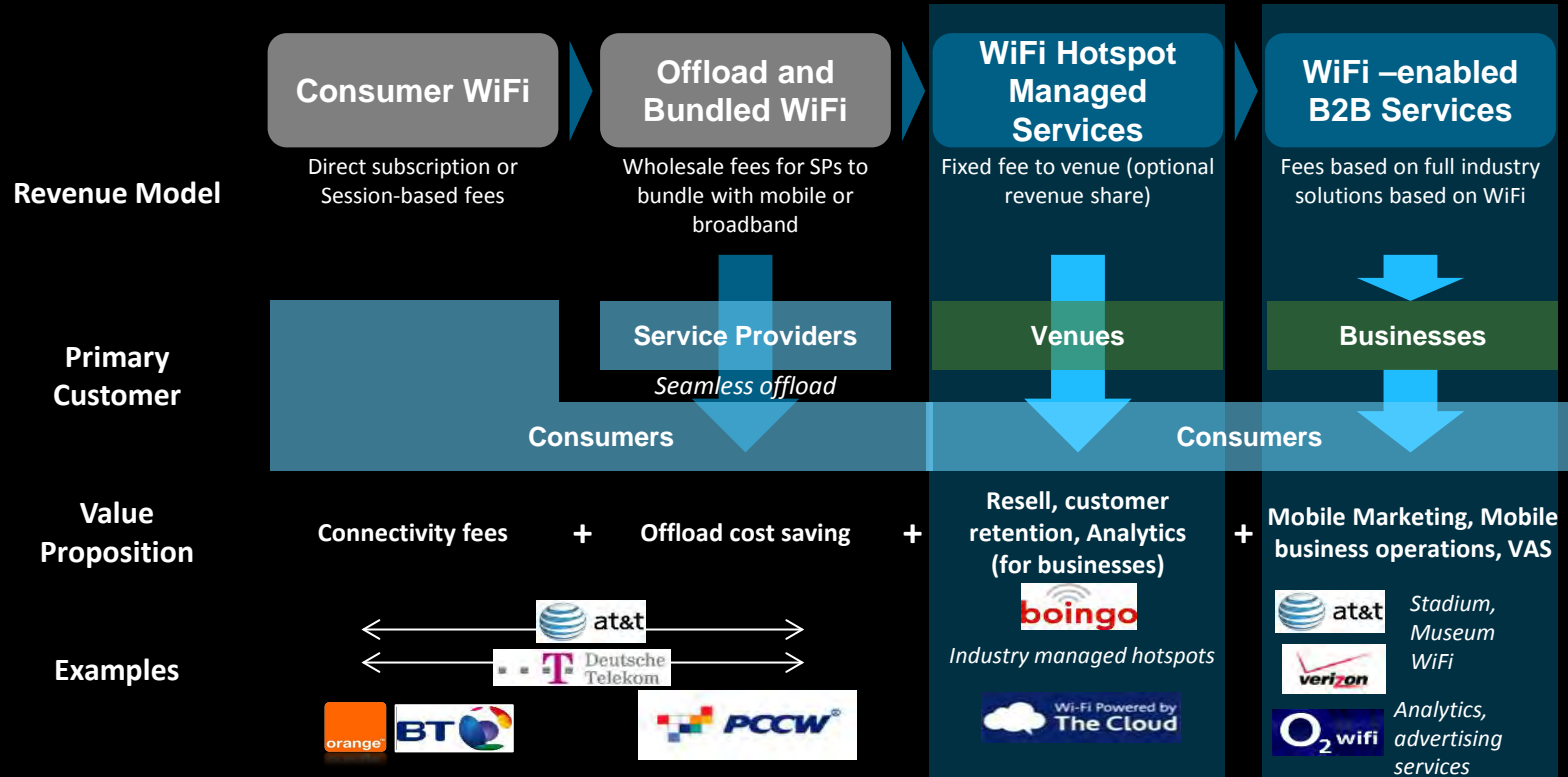 Consumer WiFi
Offload and
Bundled WiFi
WiFi Hotspot
Managed
Services
WiFi –enabled
B2B Services
Revenue Model
Direct subscription or
Session-based fees
Wholesale fees for SPs to
bundle with mobile or
broadband
Fixed fee to venue (optional
revenue share)
Fees based on full industry
solutions based on WiFi
Primary
Customer
Service Providers
Seamless offload
Venues
Businesses
Consumers
Consumers
Value
Proposition
Connectivity fees
+
Offload cost saving
+
Resell, customer
retention, Analytics
(for businesses)
+
Mobile Marketing, Mobile
business operations, VAS
Examples
at&t
Deutsche
Telekom
orange™
BT
PCCW®
boingo
Industry managed hotspots
Wi-Fi Powered by
The Cloud
at&t
verizon
Stadium,
Museum
WiFi
O2 wifi
Analytics,
advertising
services